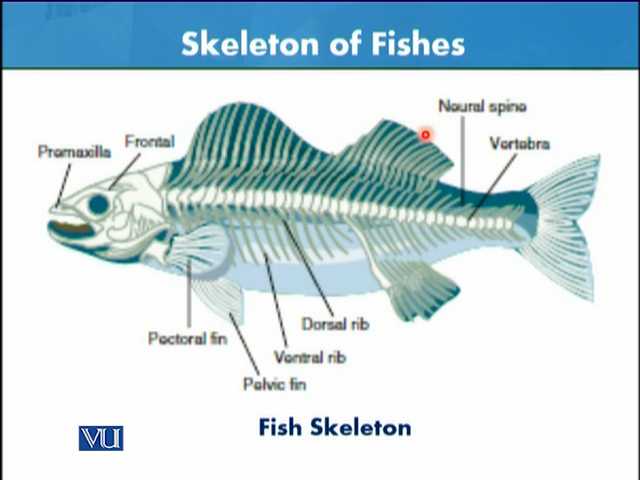 Skeleton of Fishes
Neural spine
Premaxilla
Frontal
Vertebra
Dorsal rib
Pectoral fin
Ventral rib
Pelvic fin
Fish Skeleton
VU